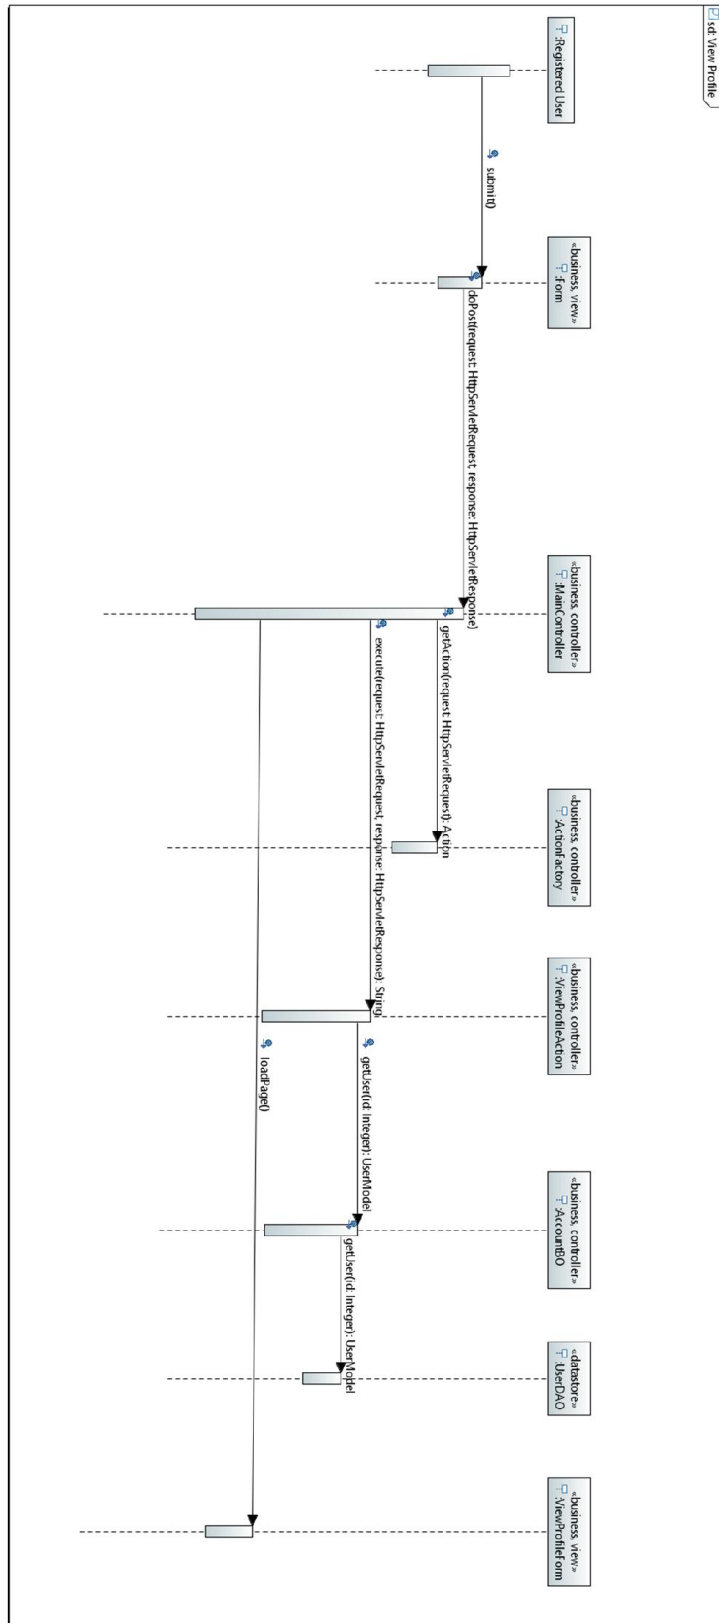 sd: View Profile
:Registered User
«business, view»
:Form
«business, controller»
:MainController
«business, controller»
:ActionFactory
«business, controller»
:ViewProfileAction
«business, controller»
:AccountBO
«datastore»
:UserDAO
«business, view»
:ViewProfileForm
submit()
doPost(request: HttpServletRequest, response: HttpServletResponse)
getAction(request: HttpServletRequest): Action
execute(request: HttpServletRequest, response: HttpServletResponse): String
getUser(id: Integer): UserModel
getUser(id: Integer): UserModel
loadPage()